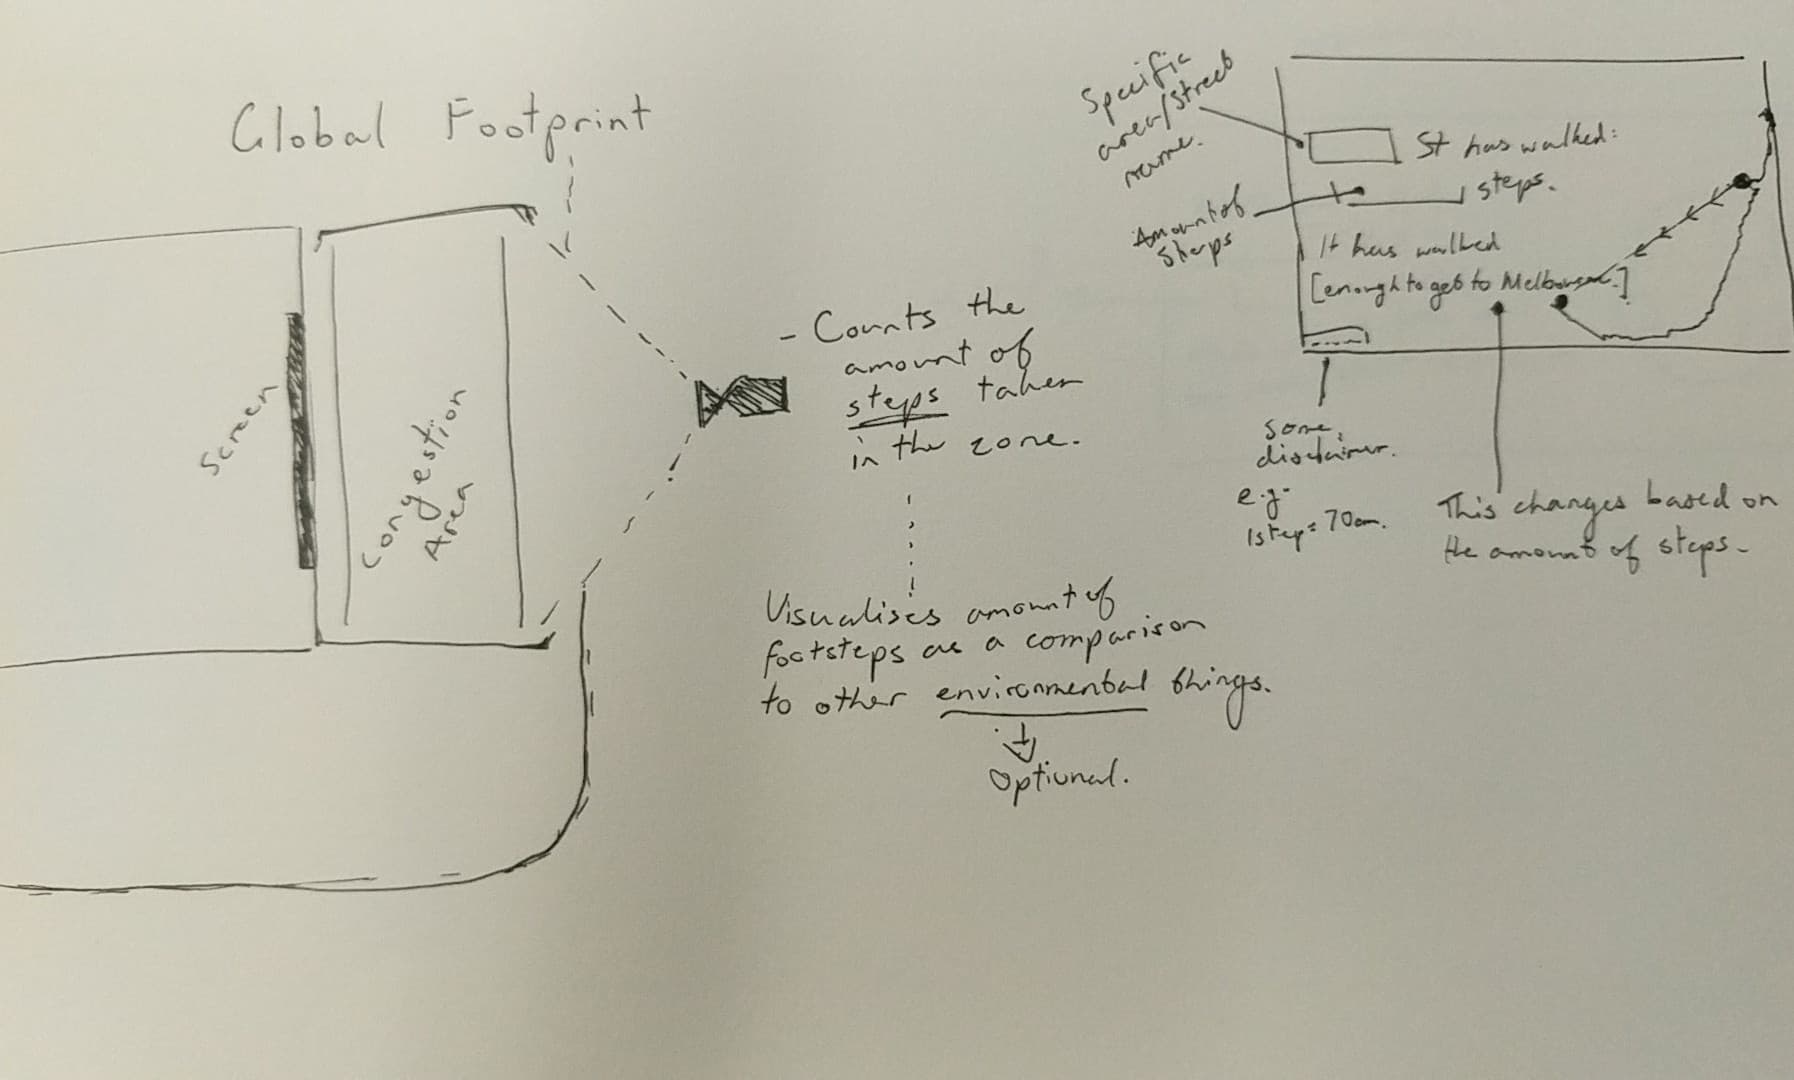 Global Footprint
Screen
Congestion
Area
- Counts the
amount of
steps taken
in the zone.
Visualises amount of
footsteps as a comparison
to other environmental things.
Optional.
Specific
area/street
name.
Amount of
Sterps
St has walked:
steps.
It has walked
[enough to get to Melbourne.]
Some
disclaimer.
e.g.
1step= 70cm.
This changes based on
the amount of steps.